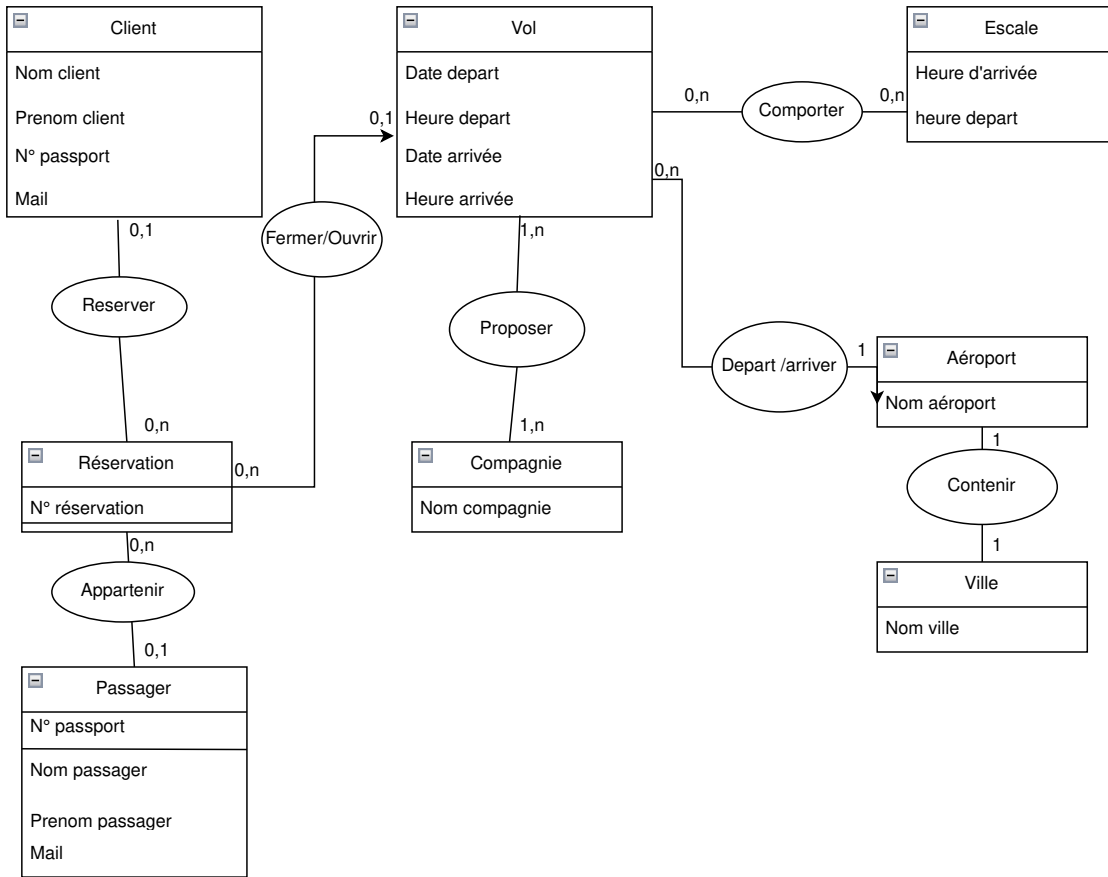 Client
Nom client
Prenom client
N° passport
Mail
0,1
Reserver
0,n
Réservation
N° réservation
0,n
Appartenir
0,1
Passager
N° passport
Nom passager
Prenom passager
Mail
0,n
Fermer/Ouvrir
0,1
Vol
Date depart
Heure depart
Date arrivée
Heure arrivée
1,n
Proposer
1,n
Compagnie
Nom compagnie
0,n
Comporter
0,n
Escale
Heure d'arrivée
heure depart
0,n
Depart /arriver
1
Aéroport
Nom aéroport
1
Contenir
1
Ville
Nom ville